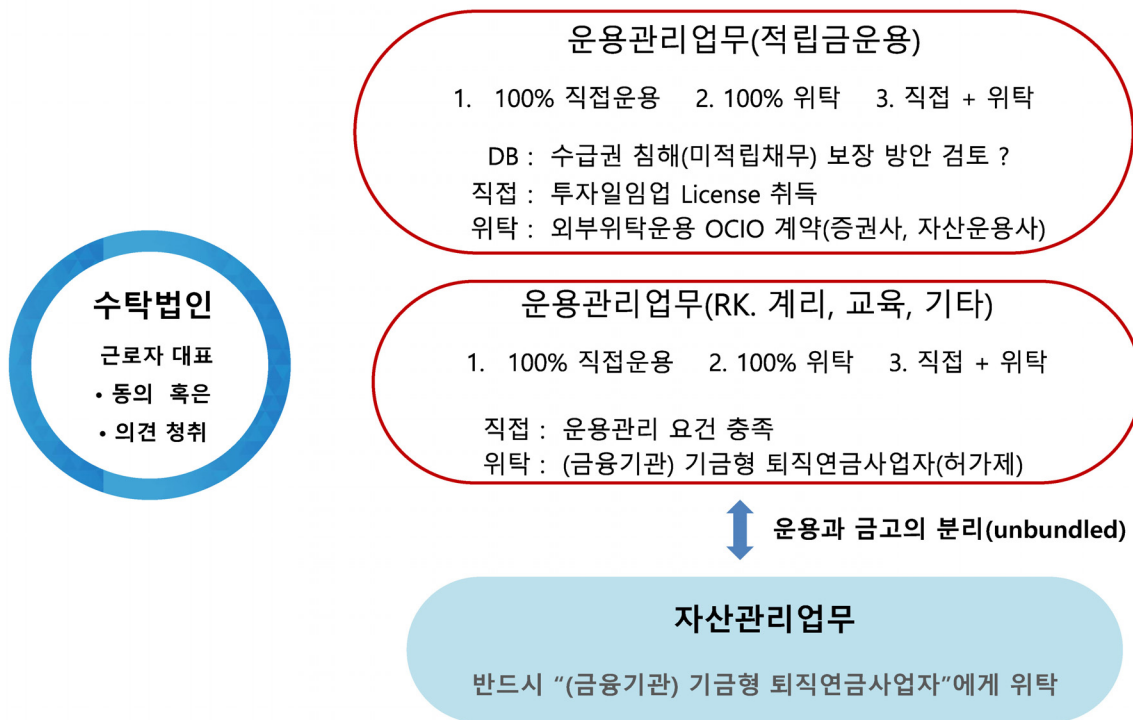 운용관리업무(적립금운용)
1. 100% 직접운용 2. 100% 위탁 3. 직접 + 위탁
DB : 수급권 침해(미적립채무) 보장 방안 검토 ?
직접 : 투자일임업 License 취득
위탁 : 외부위탁운용 OCIO 계약(증권사, 자산운용사)
수탁법인
근로자 대표
• 동의 혹은
• 의견 청취
운용관리업무(RK. 계리, 교육, 기타)
1. 100% 직접운용 2. 100% 위탁 3. 직접 + 위탁
직접 : 운용관리 요건 충족
위탁 : (금융기관) 기금형 퇴직연금사업자(허가제)
운용과 금고의 분리(unbundled)
자산관리업무
반드시 “(금융기관) 기금형 퇴직연금사업자”에게 위탁